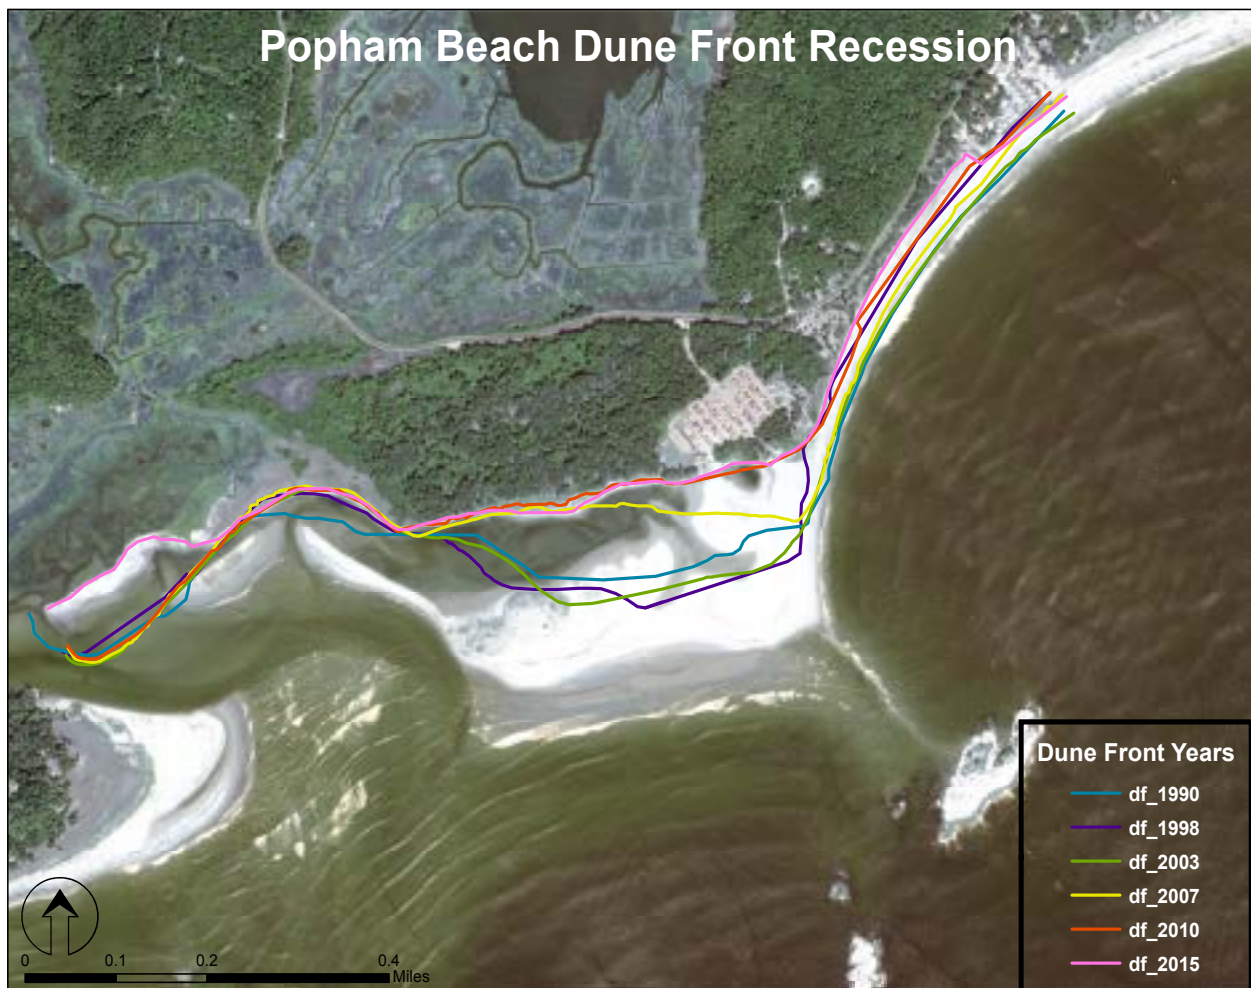 Popham Beach Dune Front Recession
Dune Front Years
df_1990
df_1998
df_2003
df_2007
df_2010
df_2015
0 0.1 0.2 0.4
Miles